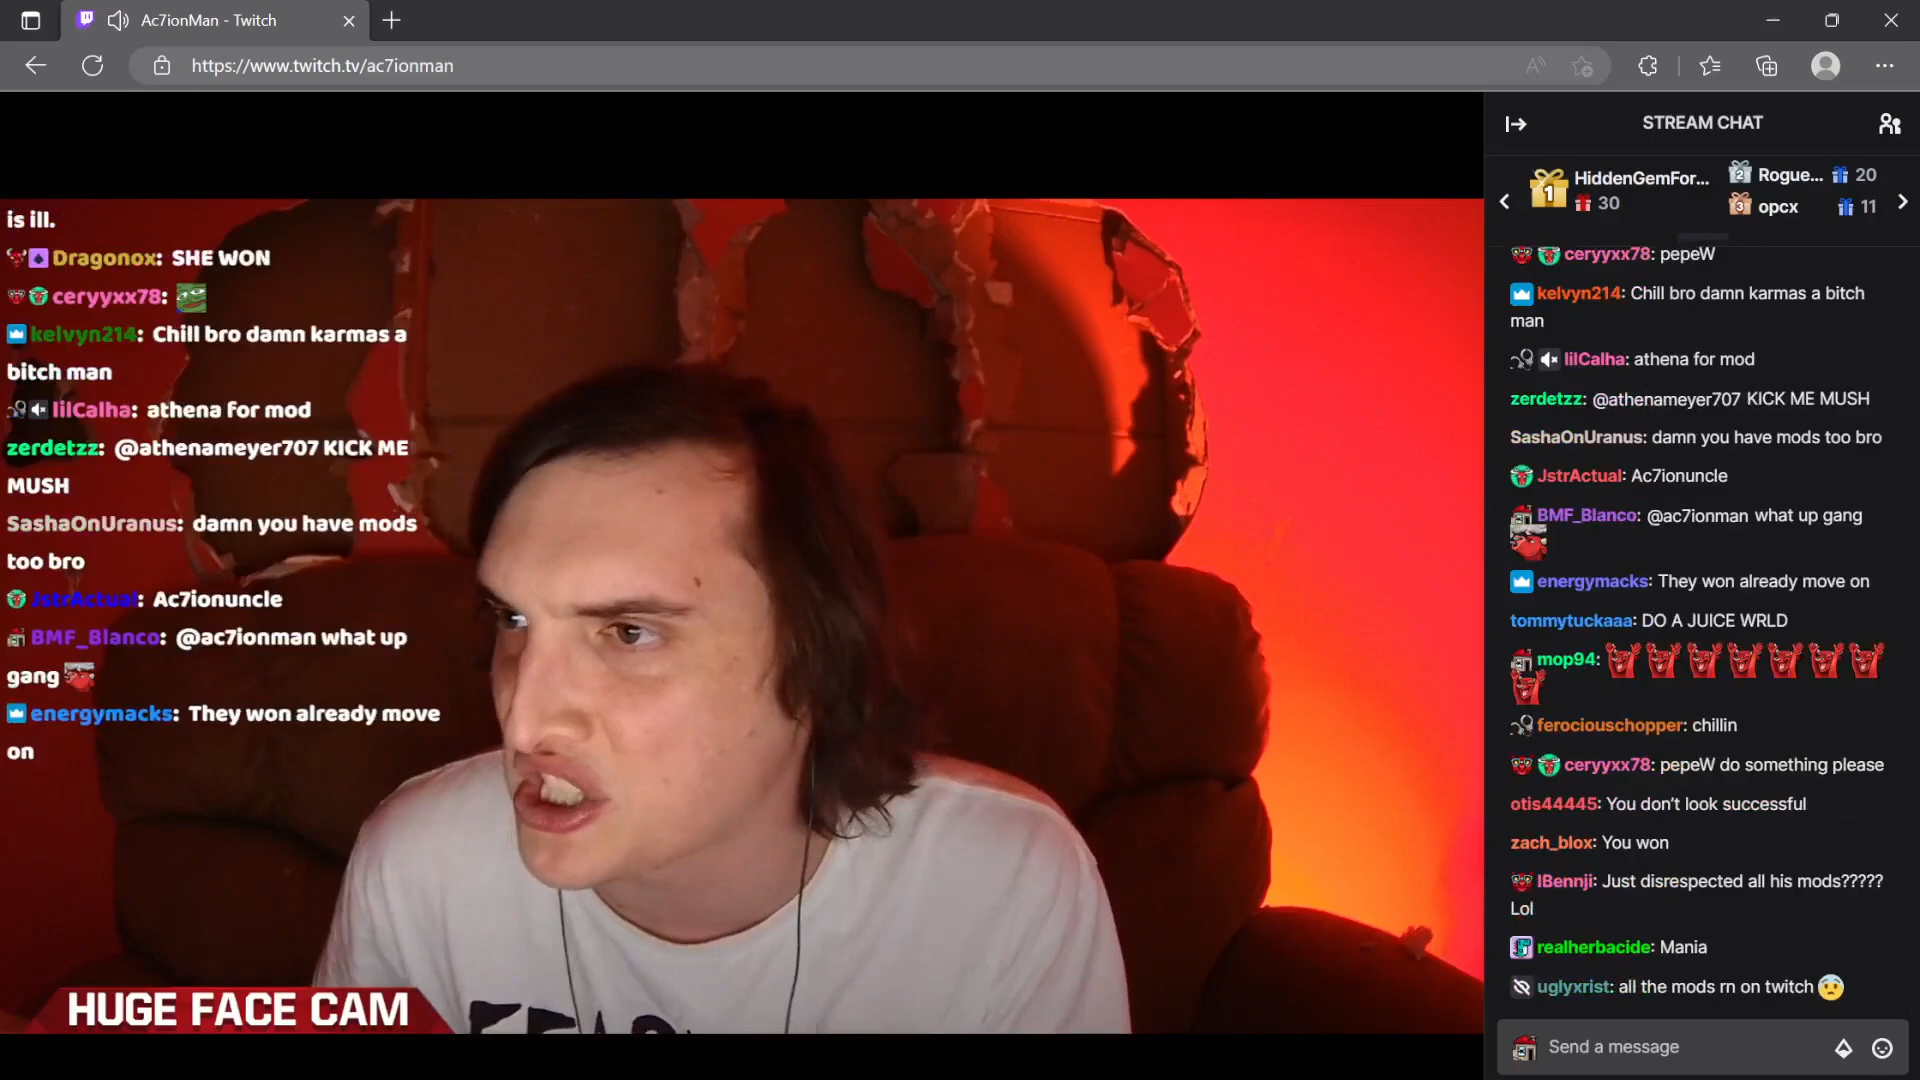 Ac7ionMan - Twitch
https://www.twitch.tv/ac7ionman
is ill.
Dragonox: SHE WON
ceryyxx78:
kelvyn214: Chill bro damn karmas a
bitch man
lilCalha: athena for mod
zerdetzz: @athenameyer707 KICK ME
MUSH
SashaOnUranus: damn you have mods
too bro
JstrActual: Ac7ionuncle
BMF_Blanco: @ac7ionman what up
gang
energymacks: They won already move
on
HUGE FACE CAM
STREAM CHAT
1 HiddenGemFor...
30
2 Rogue... 20
3 opcx 11
ceryyxx78: pepeW
kelvyn214: Chill bro damn karmas a bitch
man
lilCalha: athena for mod
zerdetzz: @athenameyer707 KICK ME MUSH
SashaOnUranus: damn you have mods too bro
JstrActual: Ac7ionuncle
BMF_Blanco: @ac7ionman what up gang
energymacks: They won already move on
tommytuckaaa: DO A JUICE WRLD
mop94:
ferociouschopper: chillin
ceryyxx78: pepeW do something please
otis44445: You don't look successful
zach_blox: You won
IBennji: Just disrespected all his mods?????
Lol
realherbacide: Mania
uglyxrist: all the mods rn on twitch
Send a message